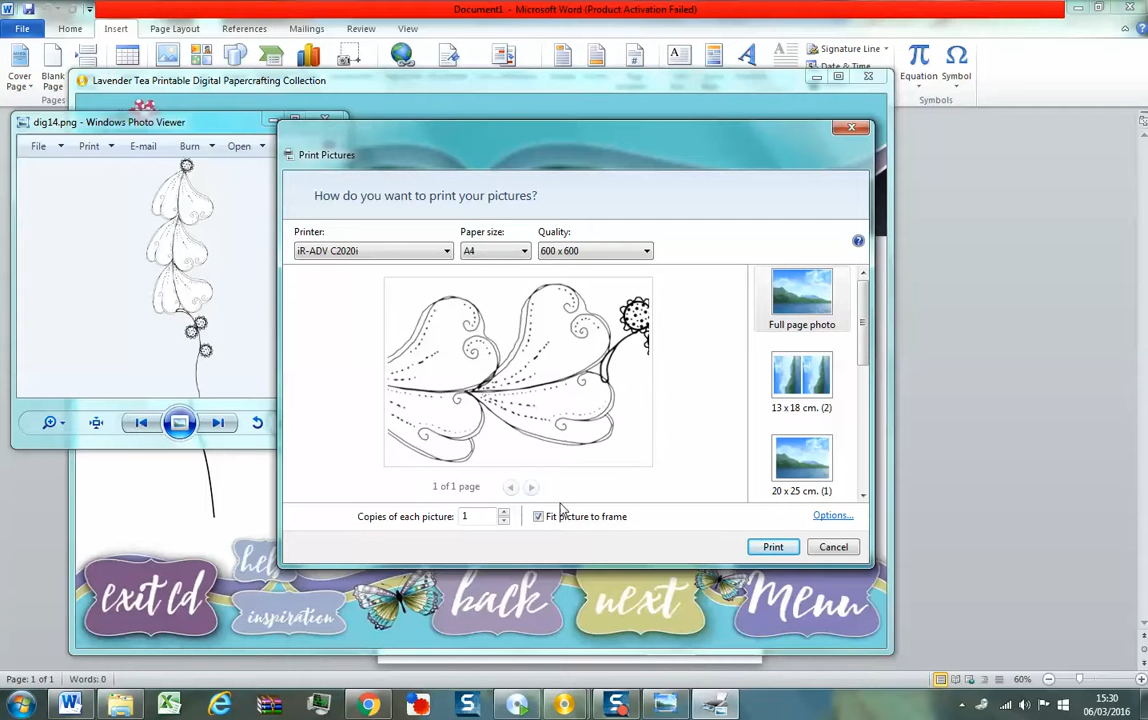 Document1 - Microsoft Word (Product Activation Failed)
File Home Insert Page Layout References Mailings Review View
Cover Page
Blank Page
Signature Line
Date & Time
Equation
Symbol
Pages
Symbols
Lavender Tea Printable Digital Papercrafting Collection
dig14.png - Windows Photo Viewer
File Print E-mail Burn Open
Print Pictures
How do you want to print your pictures?
Printer: Paper size: Quality:
iR-ADV C2020i A4 600 x 600
Full page photo
13 x 18 cm. (2)
20 x 25 cm. (1)
1 of 1 page
Copies of each picture: 1 Fit picture to frame Options...
Print Cancel
exit cd
inspiration
back
next
Menu
Page: 1 of 1 Words: 0 60%
15:30
06/03/2016